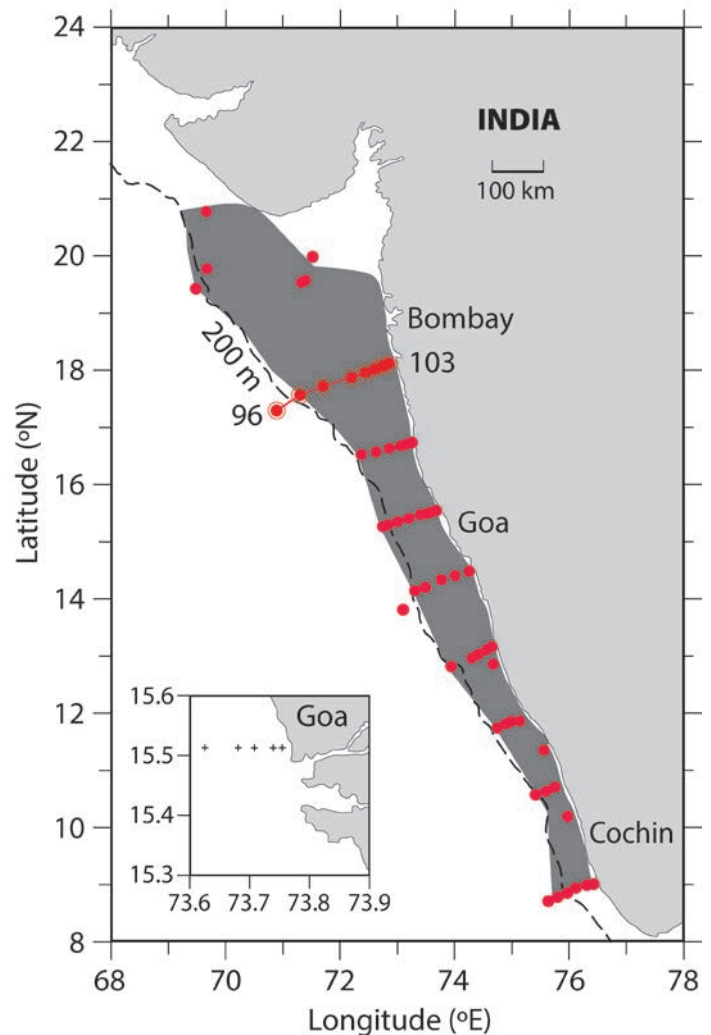 24
22
20
18
16
14
12
10
8
Latitude (ºN)
INDIA
100 km
Bombay
103
200 m
96
Goa
Cochin
Goa
15.6
15.5
15.4
15.3
73.6 73.7 73.8 73.9
68 70 72 74 76 78
Longitude (ºE)